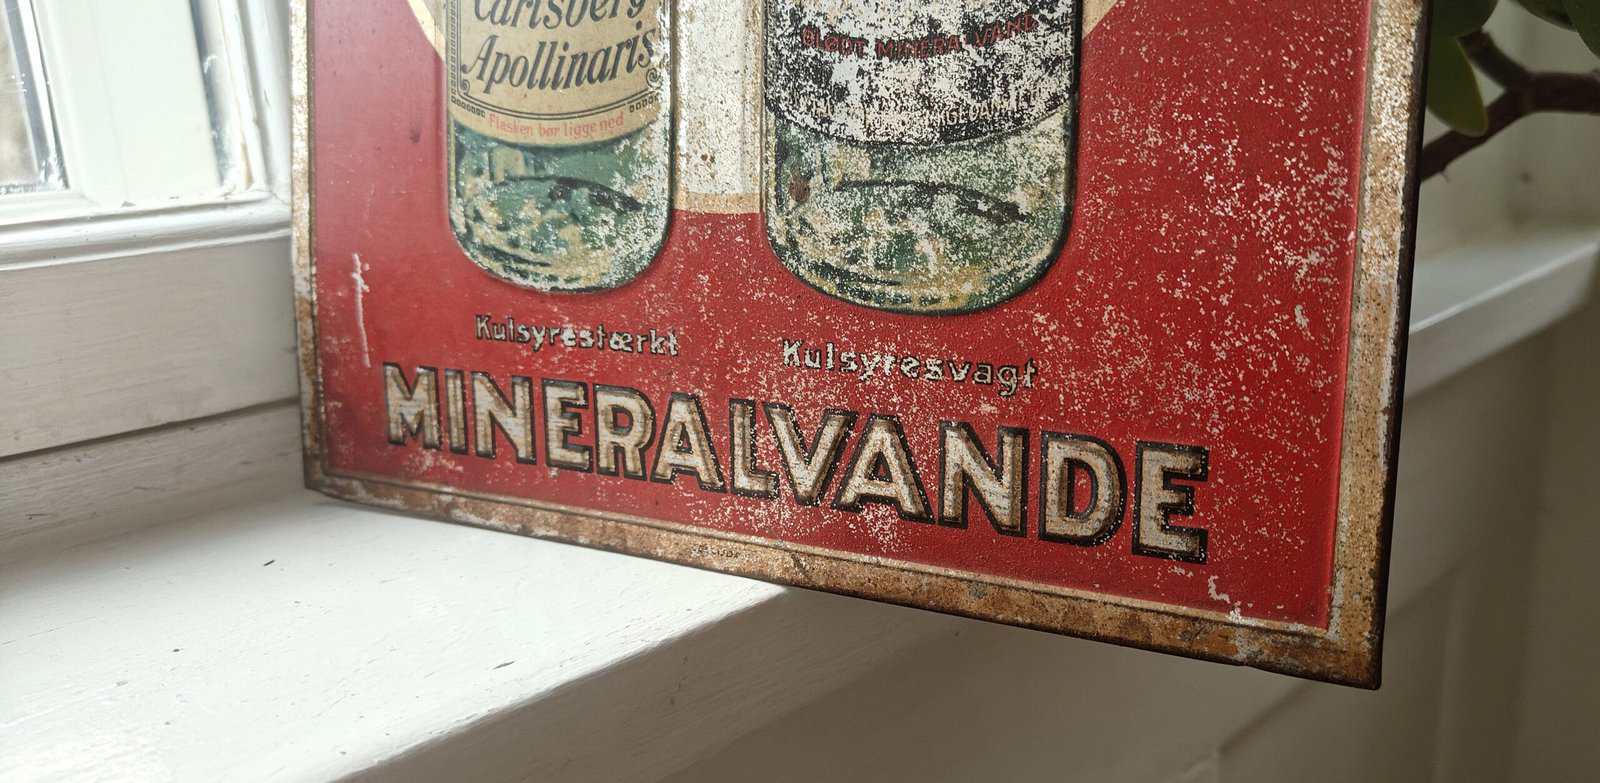 Carlsberg
Apollinaris
Flasken bør ligge ned
BLØDT MINERALVAND
Kulsyrestærkt
Kulsyresvagt
MINERALVANDE